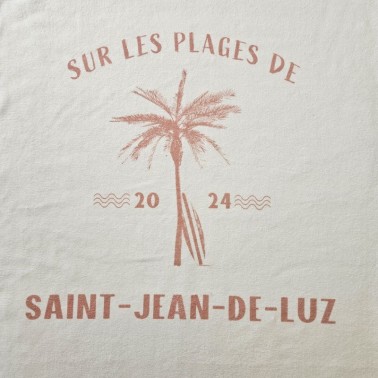 SUR LES PLAGES DE
20 24
SAINT-JEAN-DE-LUZ